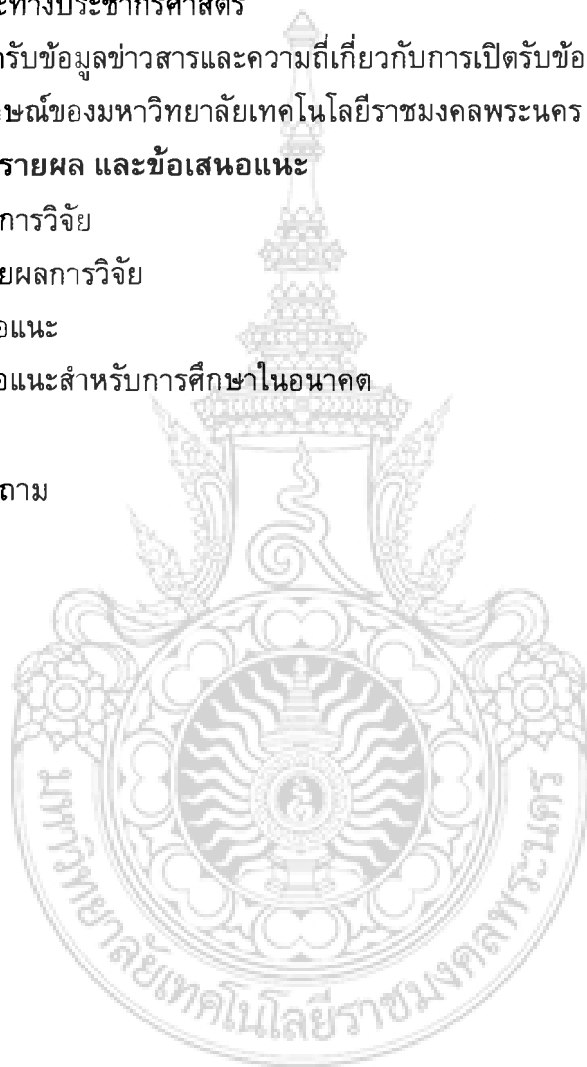 ะทางประชากรศาสตร์
ารับข้อมูลข่าวสารและความถี่เกี่ยวกับการเปิดรับข้อ
ษณ์ของมหาวิทยาลัยเทคโนโลยีราชมงคลพระนคร
รายผล และข้อเสนอแนะ
การวิจัย
ยผลการวิจัย
อแนะ
อแนะสำหรับการศึกษาในอนาคต
ถาม
มหาวิทยาลัยเทคโนโลยีราชมงคลพระนคร